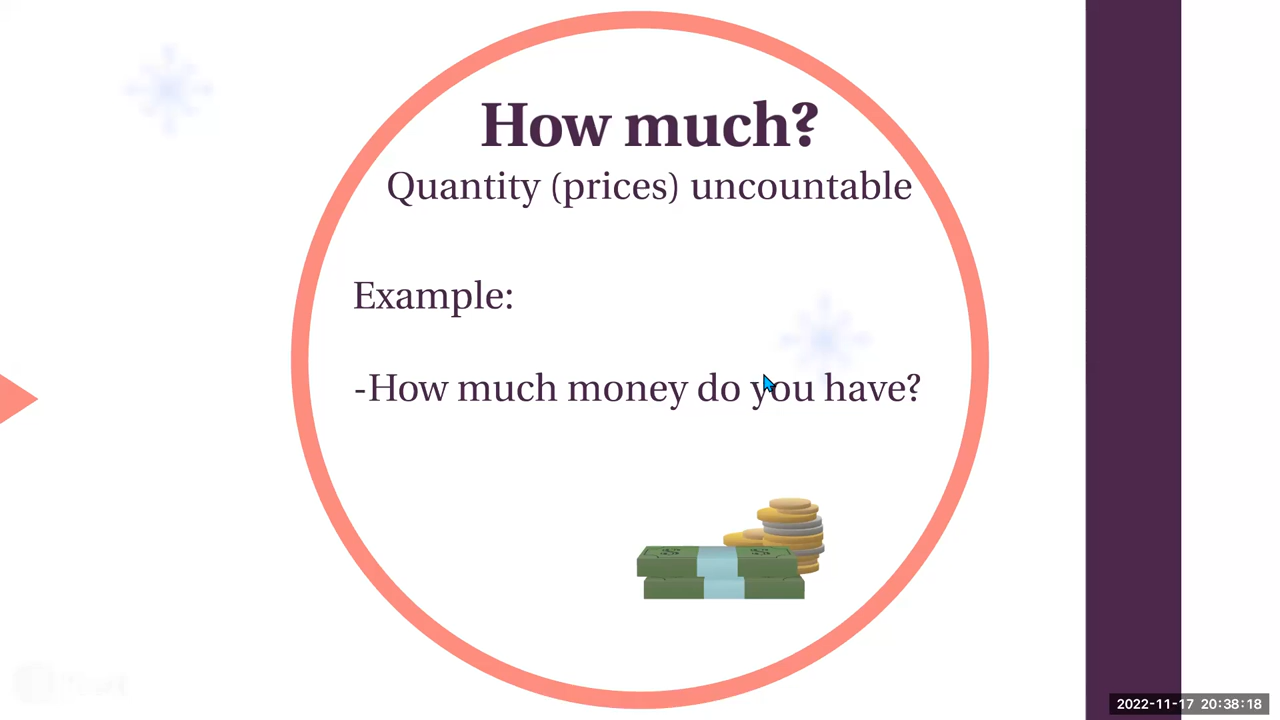 How much?
Quantity (prices) uncountable
Example:
-How much money do you have?
2022-11-17 20:38:18